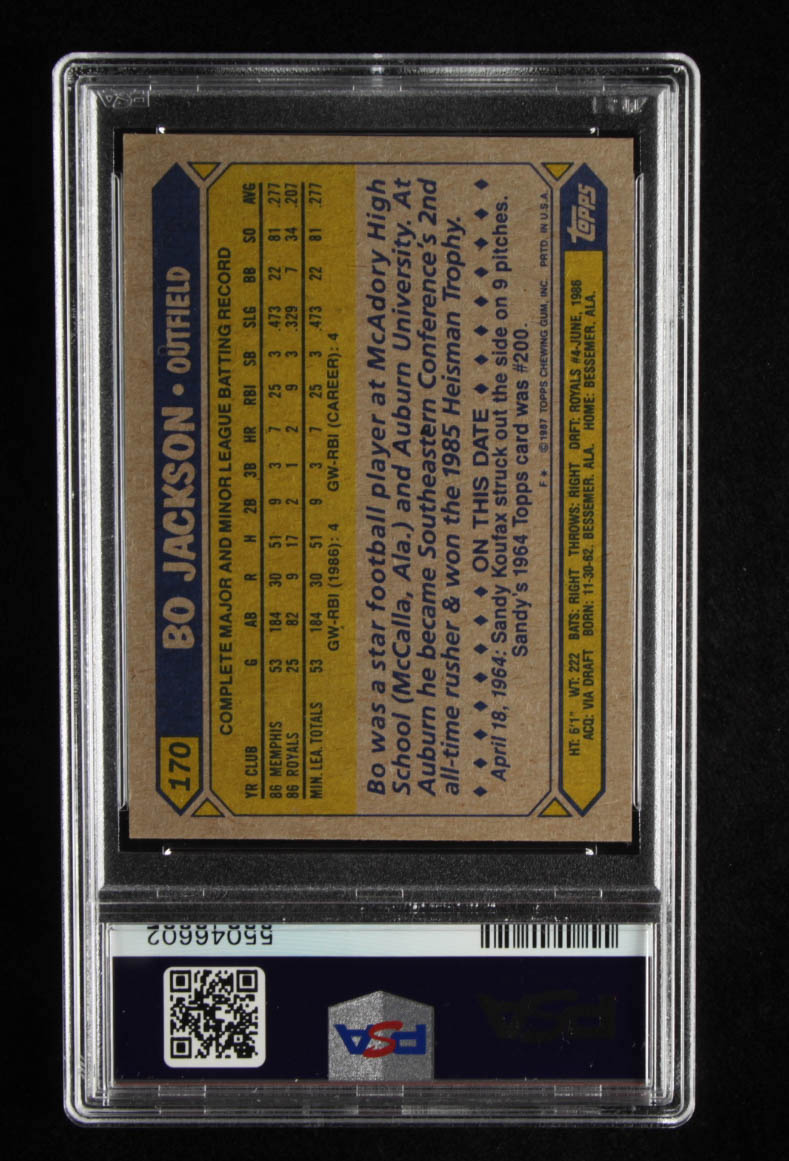 170
BO JACKSON • OUTFIELD
COMPLETE MAJOR AND MINOR LEAGUE BATTING RECORD
YR CLUB G AB R H 2B 3B HR RBI SB SLG BB SO AVG
86 MEMPHIS 53 184 30 51 9 3 7 25 3 .473 22 81 .277
86 ROYALS 25 82 9 17 2 1 2 9 3 .329 7 34 .207
MIN. LEA. TOTALS 53 184 30 51 9 3 7 25 3 .473 22 81 .277
GW-RBI (1986): 4 GW-RBI (CAREER): 4
Bo was a star football player at McAdory High
School (McCalla, Ala.) and Auburn University. At
Auburn he became Southeastern Conference's 2nd
all-time rusher & won the 1985 Heisman Trophy.
♦ ♦ ♦ ♦ ♦ ♦ ♦ ON THIS DATE ♦ ♦ ♦ ♦ ♦ ♦ ♦ ♦
April 18, 1964: Sandy Koufax struck out the side on 9 pitches.
Sandy's 1964 Topps card was #200.
F* ©1987 TOPPS CHEWING GUM, INC. PRTD. IN U.S.A.
HT: 6'1" WT: 222 BATS: RIGHT THROWS: RIGHT DRFT: ROYALS #4-JUNE, 1986
ACQ: VIA DRAFT BORN: 11-30-62, BESSEMER, ALA. HOME: BESSEMER, ALA.
TOPPS
55046602
PSA
PSA
PSA